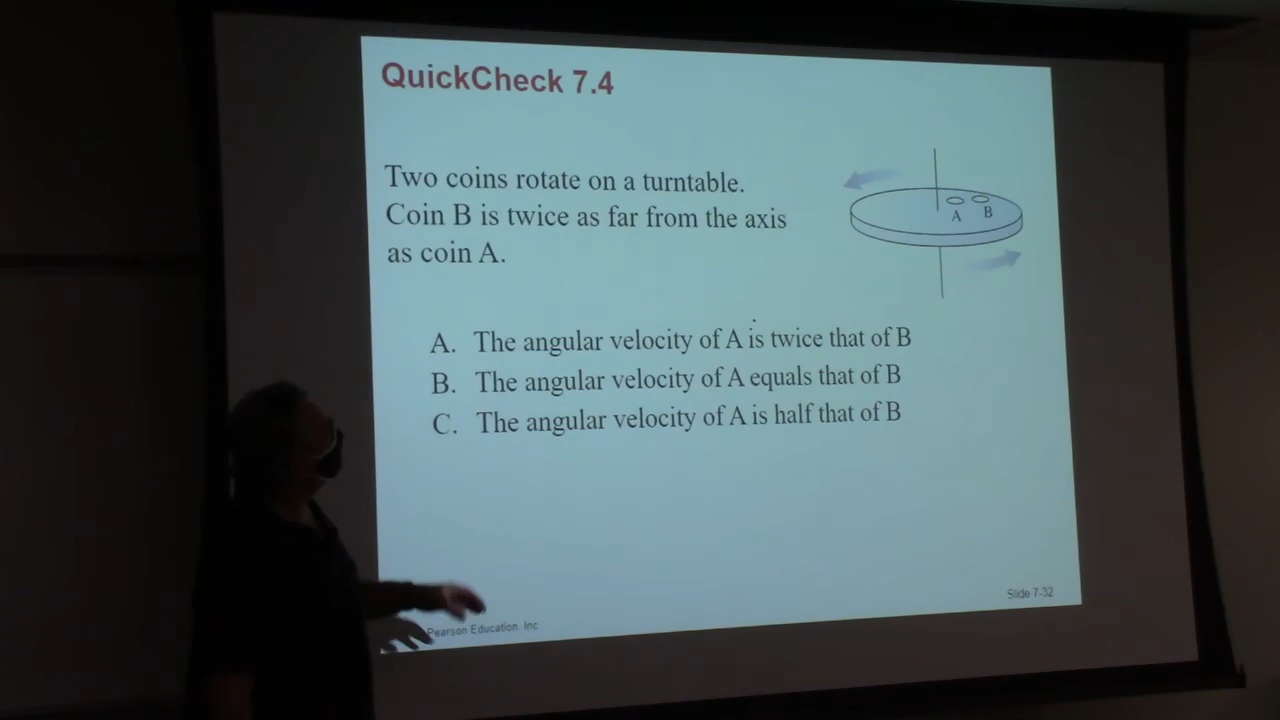 QuickCheck 7.4
Two coins rotate on a turntable.
Coin B is twice as far from the axis
as coin A.
A
B
A. The angular velocity of A is twice that of B
B. The angular velocity of A equals that of B
C. The angular velocity of A is half that of B
Slide 7-32
Pearson Education, Inc